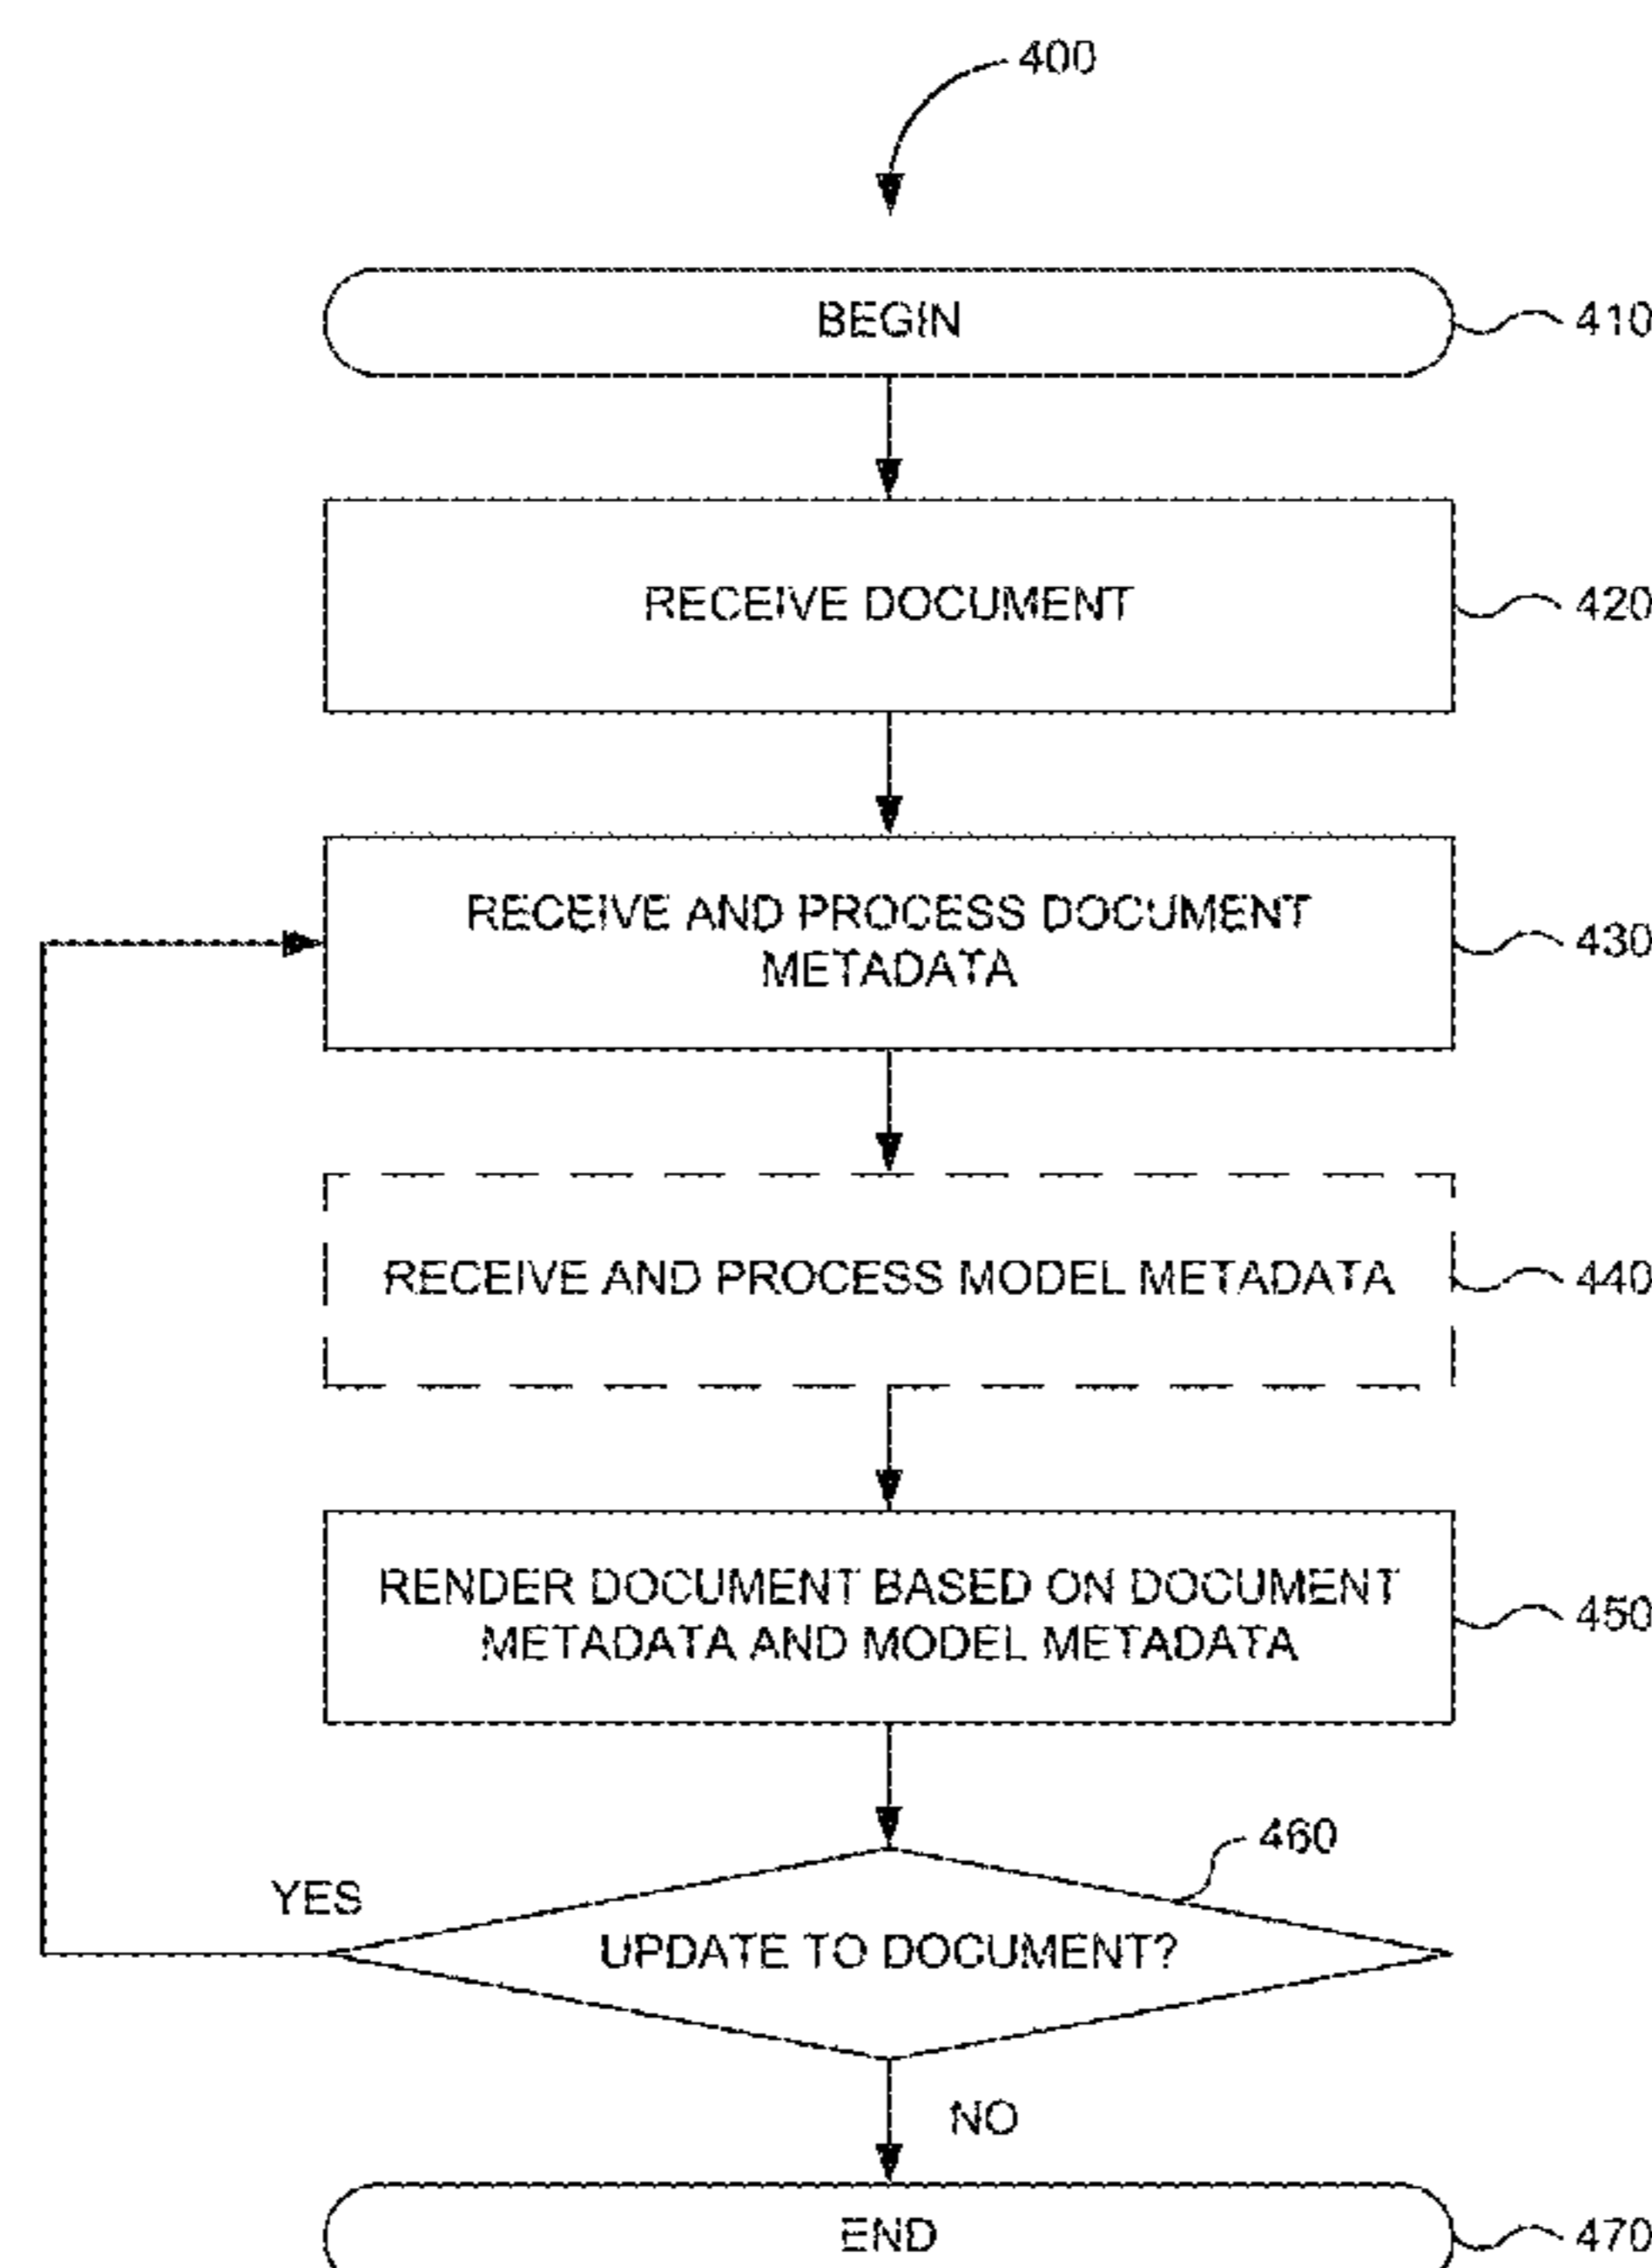 400
BEGIN
410
RECEIVE DOCUMENT
420
RECEIVE AND PROCESS DOCUMENT
METADATA
430
RECEIVE AND PROCESS MODEL METADATA
440
RENDER DOCUMENT BASED ON DOCUMENT
METADATA AND MODEL METADATA
450
460
YES
UPDATE TO DOCUMENT?
NO
END
470